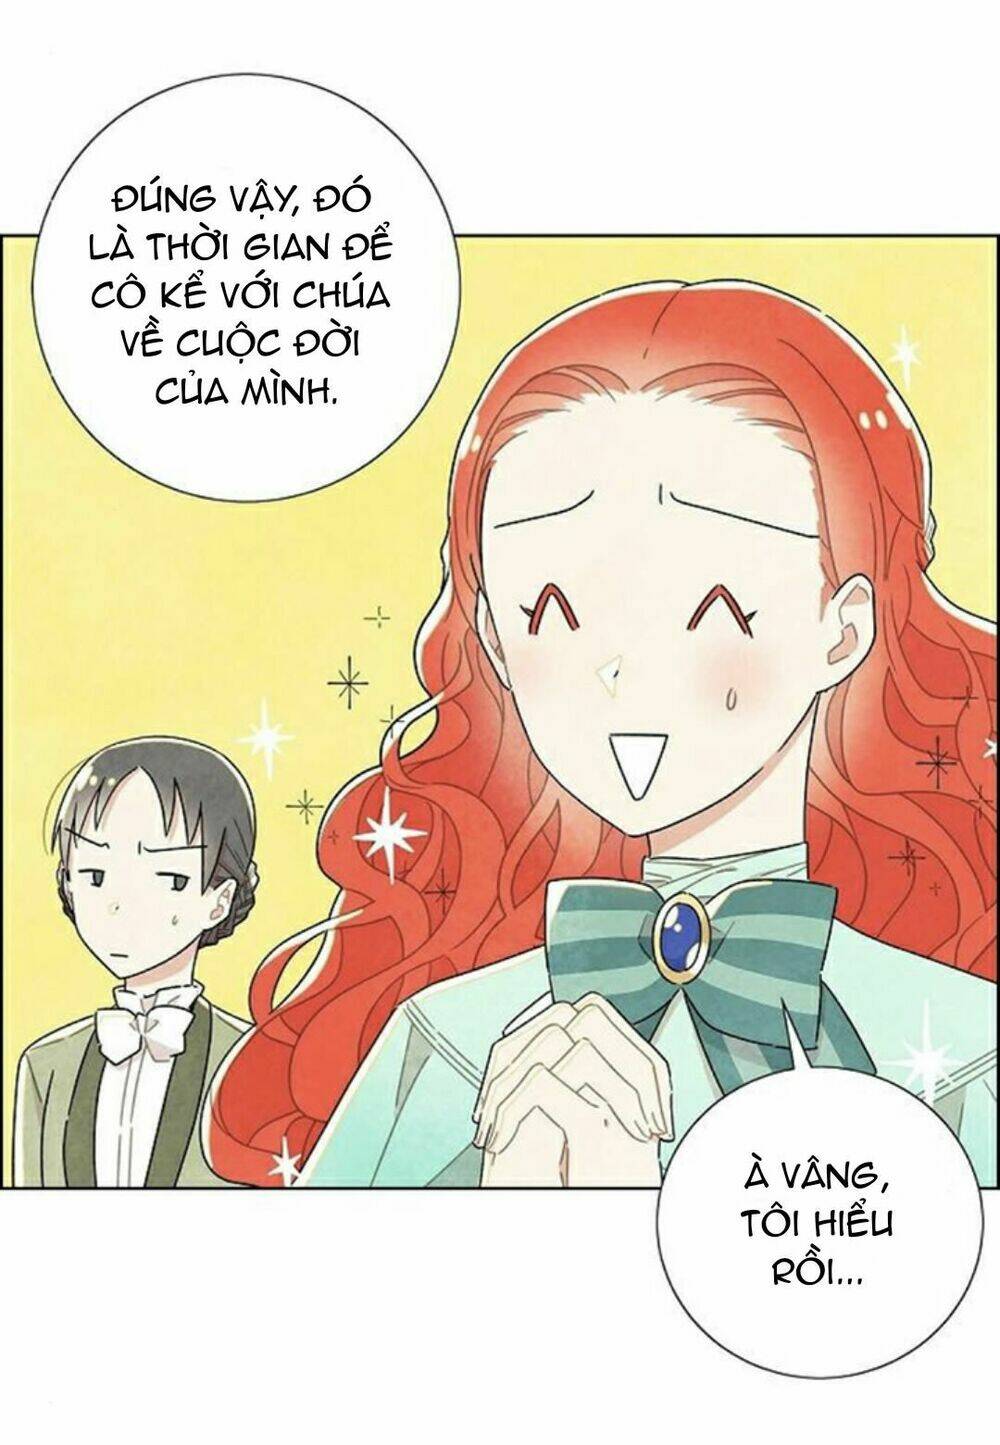 ĐÚNG VẬY, ĐÓ
LÀ THỜI GIAN ĐỂ
CÔ KỂ VỚI CHÚA
VỀ CUỘC ĐỜI
CỦA MÌNH.
À VÂNG,
TÔI HIỂU
RỒI...